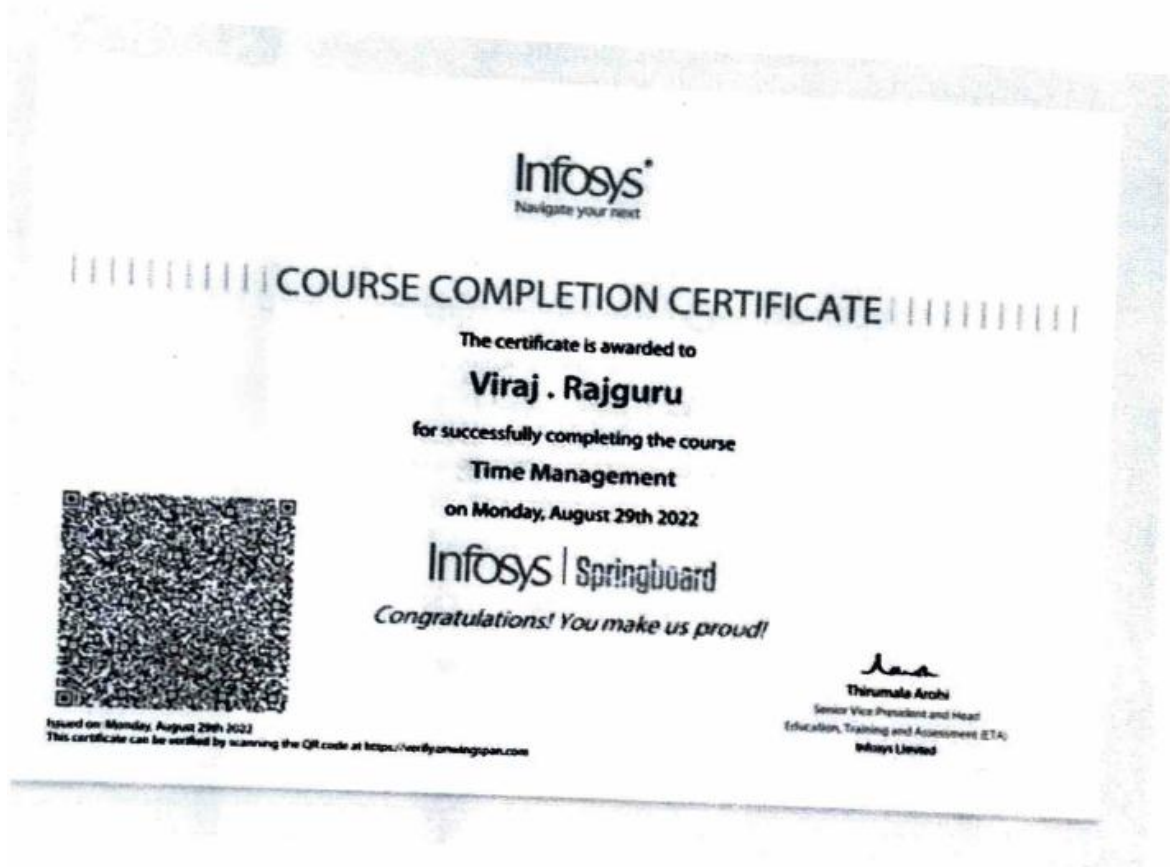 Infosys®
Navigate your next
COURSE COMPLETION CERTIFICATE
The certificate is awarded to
Viraj . Rajguru
for successfully completing the course
Time Management
on Monday, August 29th 2022
Infosys | Springboard
Congratulations! You make us proud!
Thirumala Arohi
Senior Vice President and Head
Education, Training and Assessment (ETA)
Infosys Limited
Issued on: Monday, August 29th 2022
This certificate can be verified by scanning the QR code at https://verify.onwingspan.com